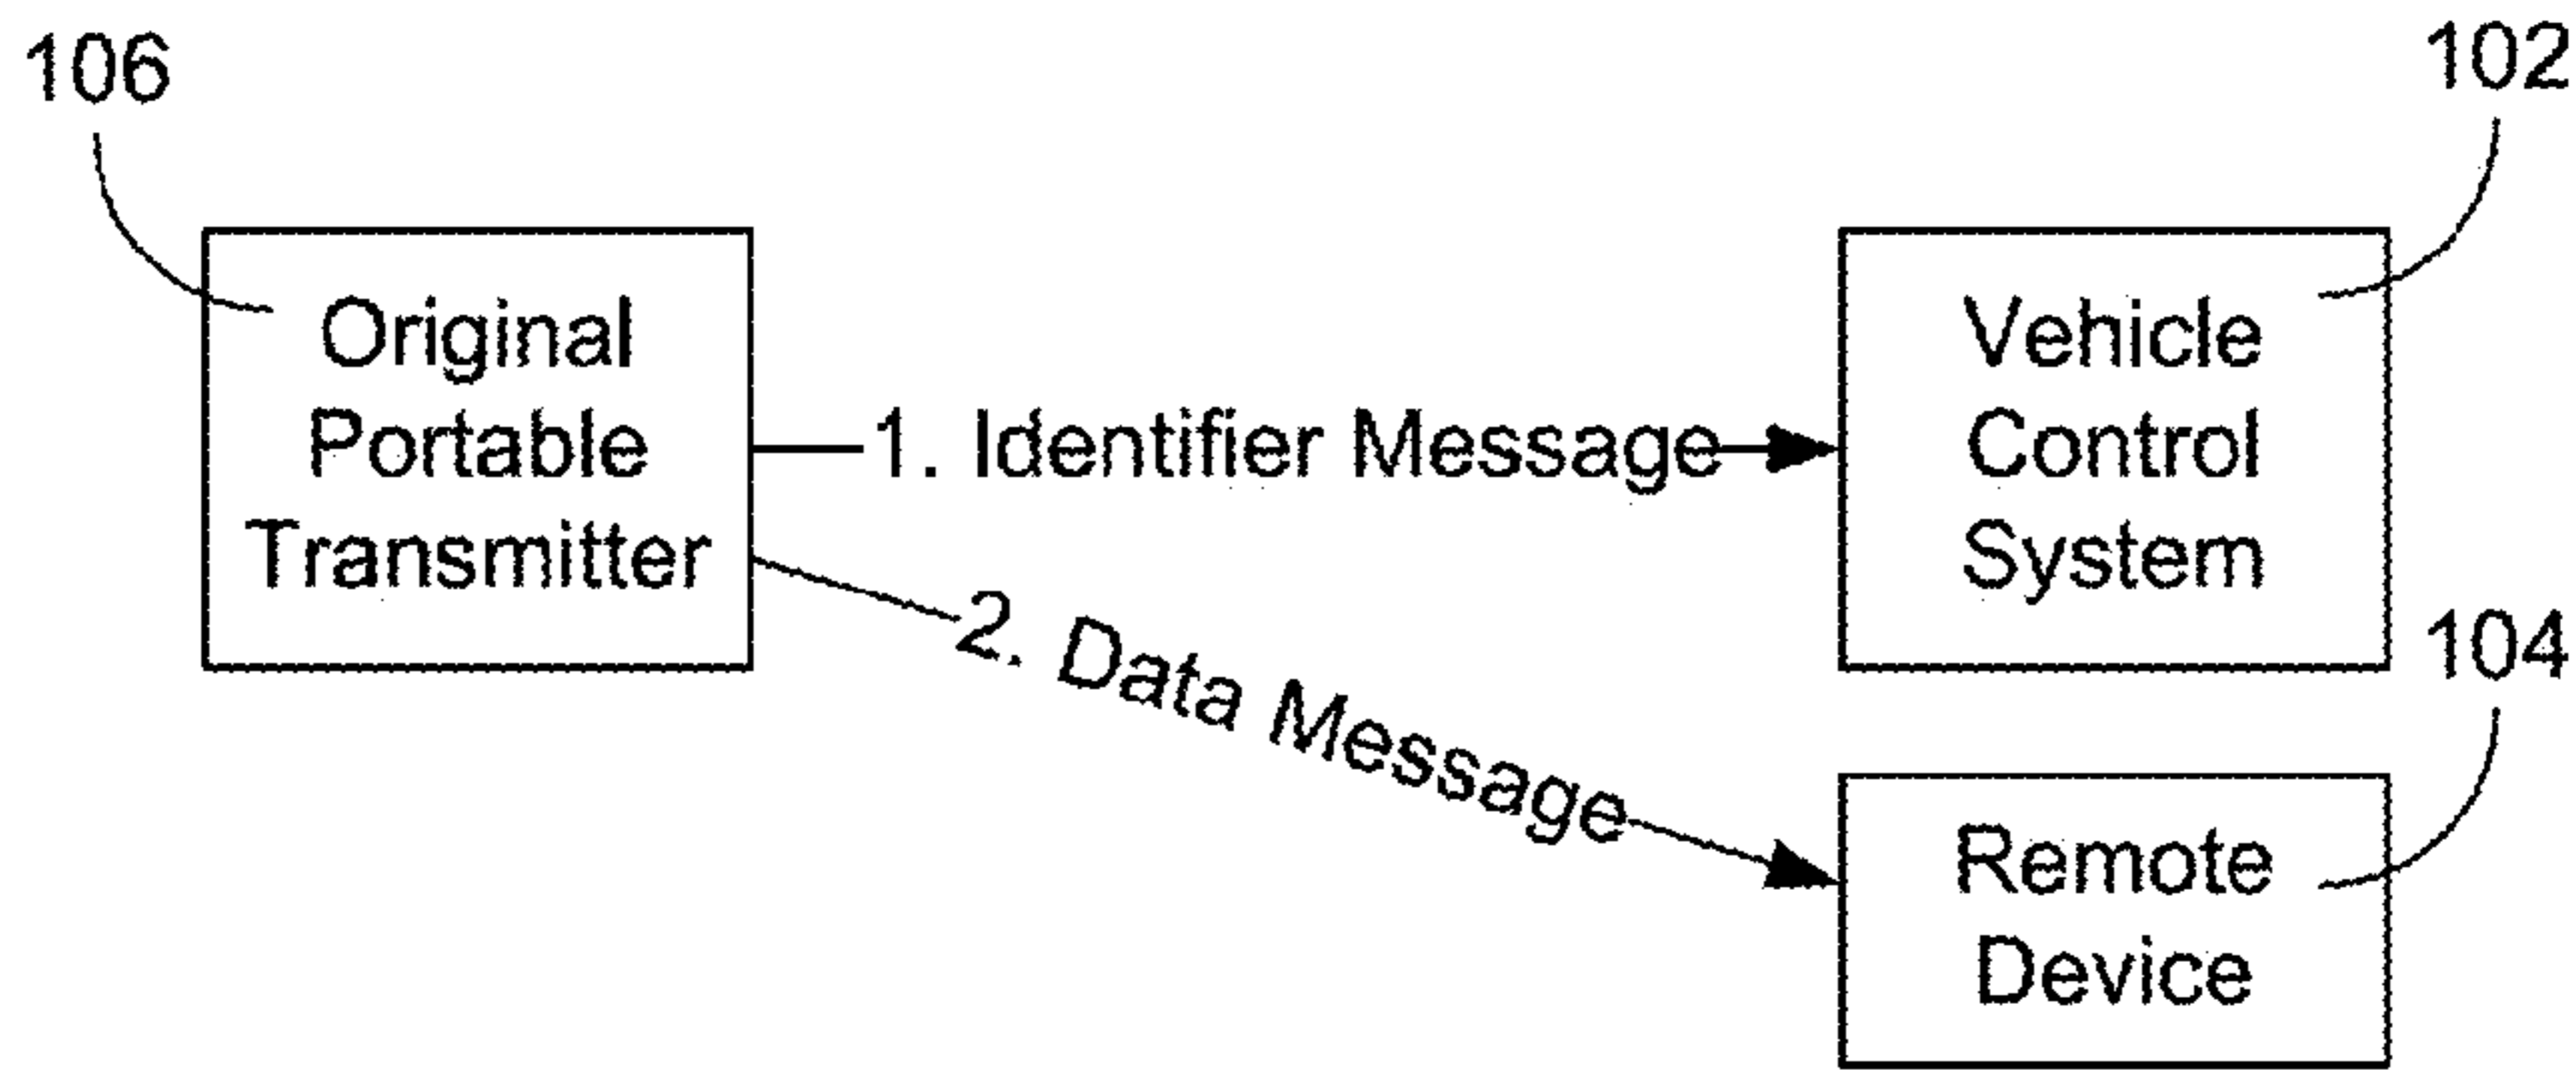 106
102
Original
Portable
Transmitter
1. Identifier Message
Vehicle
Control
System
2. Data Message
104
Remote
Device